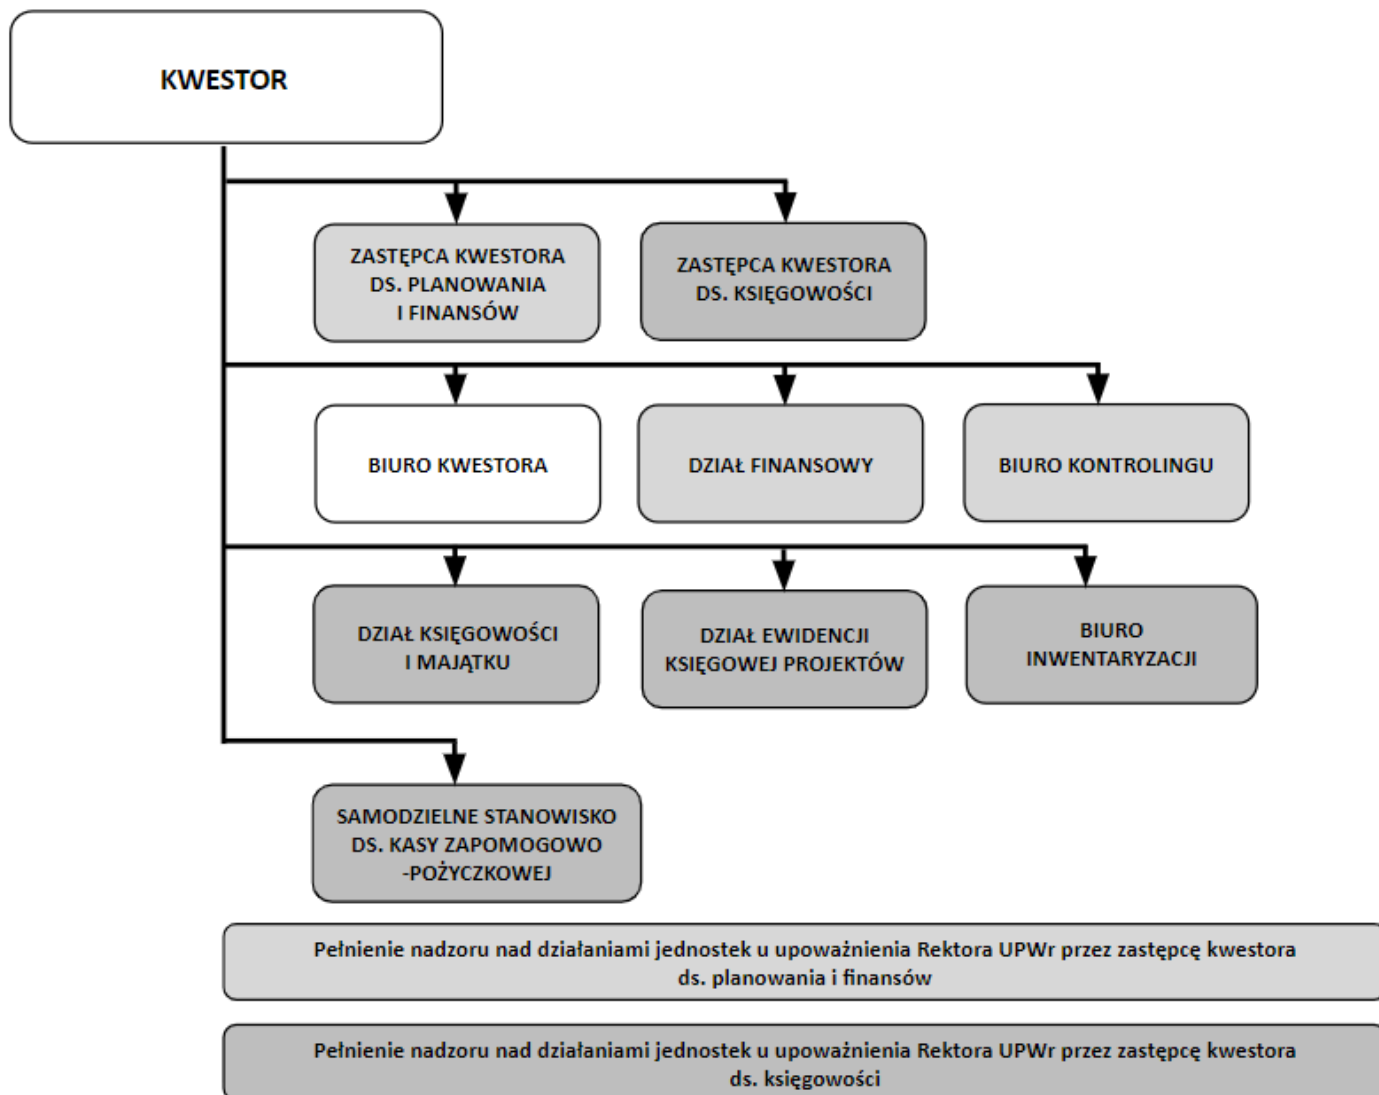 KWESTOR
ZASTĘPCA KWESTORA
DS. PLANOWANIA
I FINANSÓW
ZASTĘPCA KWESTORA
DS. KSIĘGOWOŚCI
BIURO KWESTORA
DZIAŁ FINANSOWY
BIURO KONTROLINGU
DZIAŁ KSIĘGOWOŚCI
I MAJĄTKU
DZIAŁ EWIDENCJI
KSIĘGOWEJ PROJEKTÓW
BIURO
INWENTARYZACJI
SAMODZIELNE STANOWISKO
DS. KASY ZAPOMOGOWO
-POŻYCZKOWEJ
Pełnienie nadzoru nad działaniami jednostek u upoważnienia Rektora UPWr przez zastępcę kwestora
ds. planowania i finansów
Pełnienie nadzoru nad działaniami jednostek u upoważnienia Rektora UPWr przez zastępcę kwestora
ds. księgowości